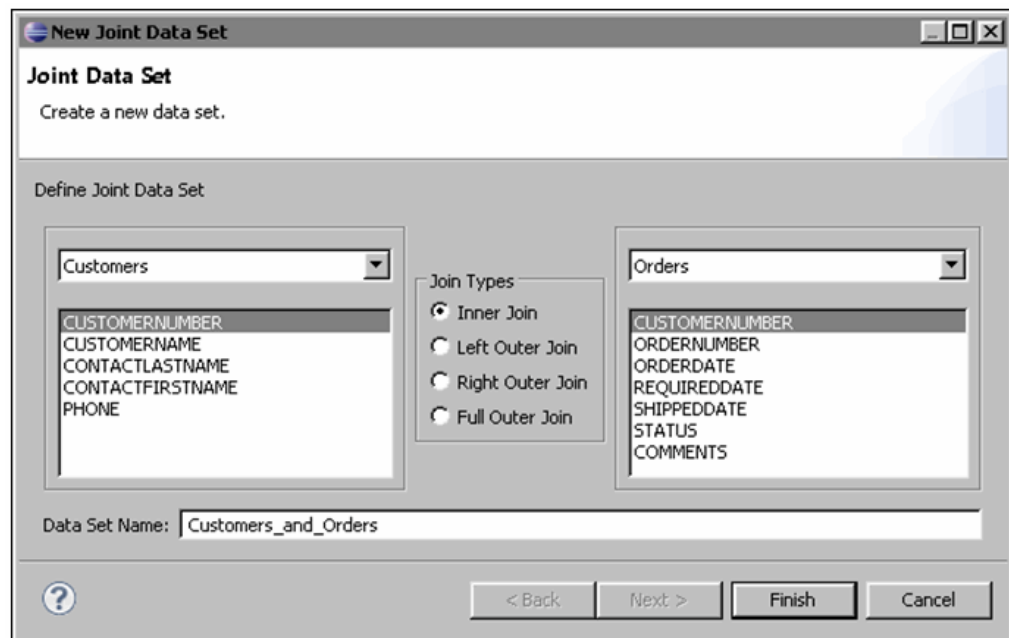 New Joint Data Set
Joint Data Set
Create a new data set.
Define Joint Data Set
Customers
CUSTOMERNUMBER
CUSTOMERNAME
CONTACTLASTNAME
CONTACTFIRSTNAME
PHONE
Join Types
Inner Join
Left Outer Join
Right Outer Join
Full Outer Join
Orders
CUSTOMERNUMBER
ORDERNUMBER
ORDERDATE
REQUIREDDATE
SHIPPEDDATE
STATUS
COMMENTS
Data Set Name: Customers_and_Orders
?
< Back
Next >
Finish
Cancel